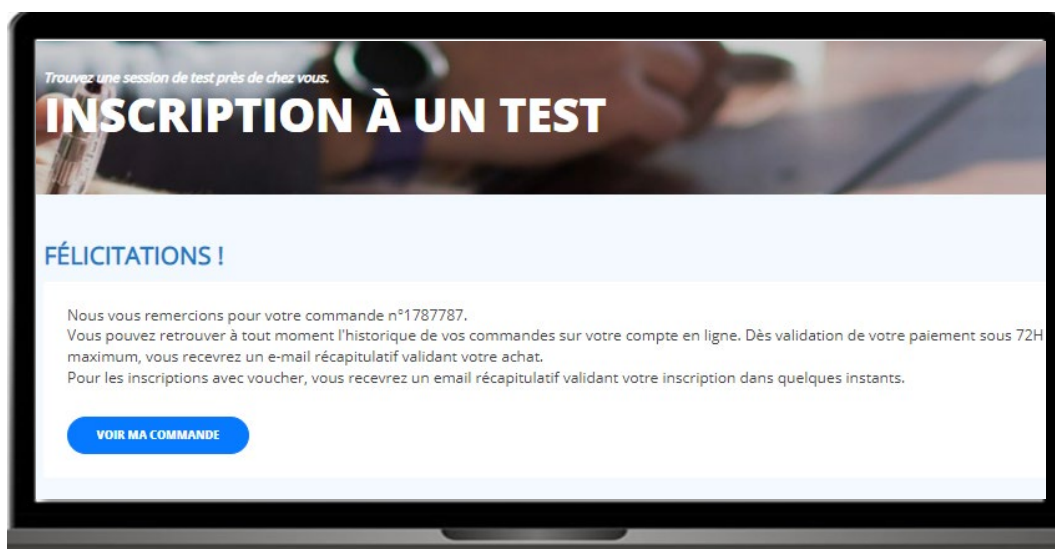 Trouvez une session de test près de chez vous.
INSCRIPTION À UN TEST
FÉLICITATIONS !
Nous vous remercions pour votre commande n°1787787.
Vous pouvez retrouver à tout moment l'historique de vos commandes sur votre compte en ligne. Dès validation de votre paiement sous 72H
maximum, vous recevrez un e-mail récapitulatif validant votre achat.
Pour les inscriptions avec voucher, vous recevrez un email récapitulatif validant votre inscription dans quelques instants.
VOIR MA COMMANDE